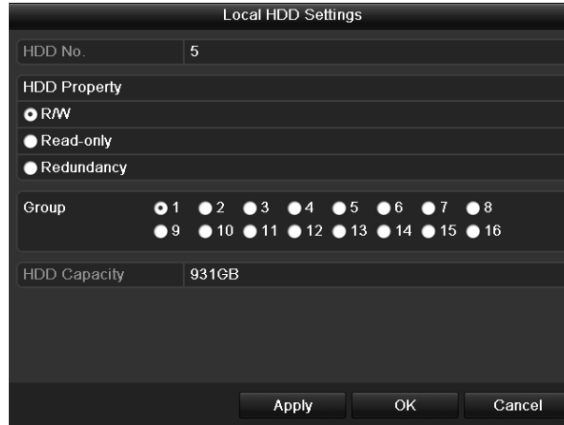 Local HDD Settings
HDD No. 5
HDD Property
R/W
Read-only
Redundancy
Group 1 2 3 4 5 6 7 8
9 10 11 12 13 14 15 16
HDD Capacity 931GB
Apply OK Cancel